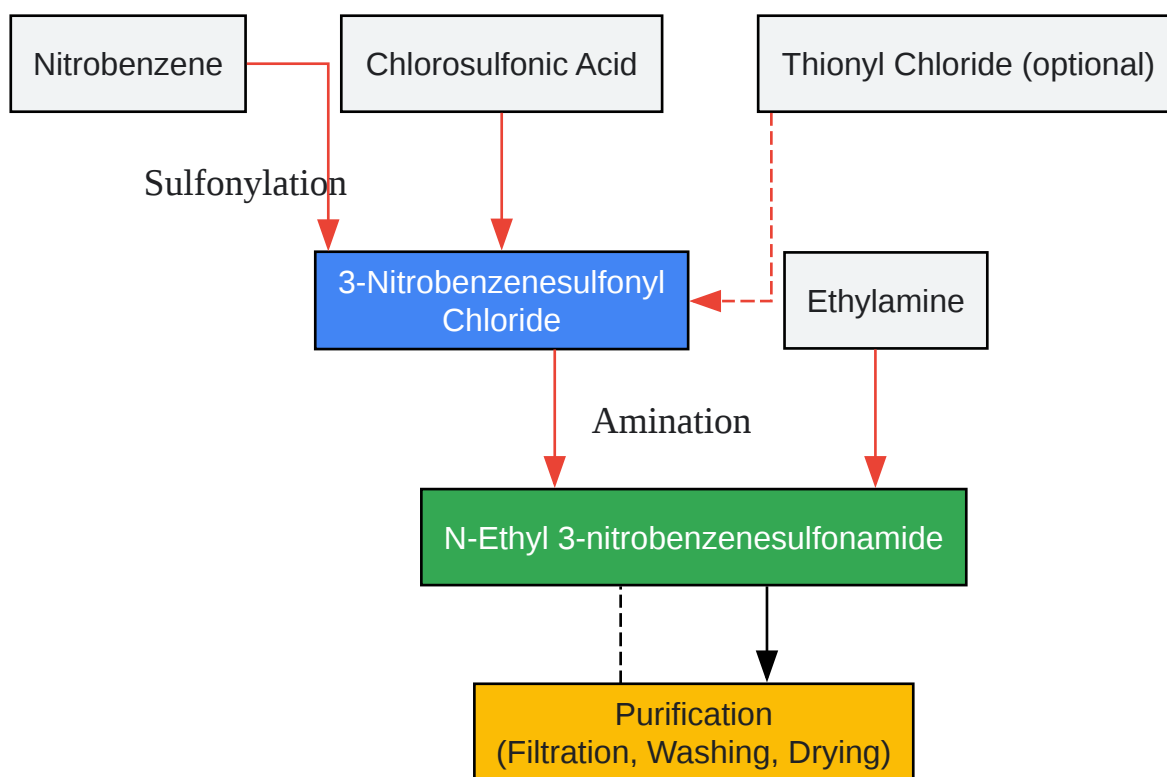 Nitrobenzene
Chlorosulfonic Acid
Thionyl Chloride (optional)
Sulfonylation
3-Nitrobenzenesulfonyl
Chloride
Ethylamine
Amination
N-Ethyl 3-nitrobenzenesulfonamide
Purification
(Filtration, Washing, Drying)